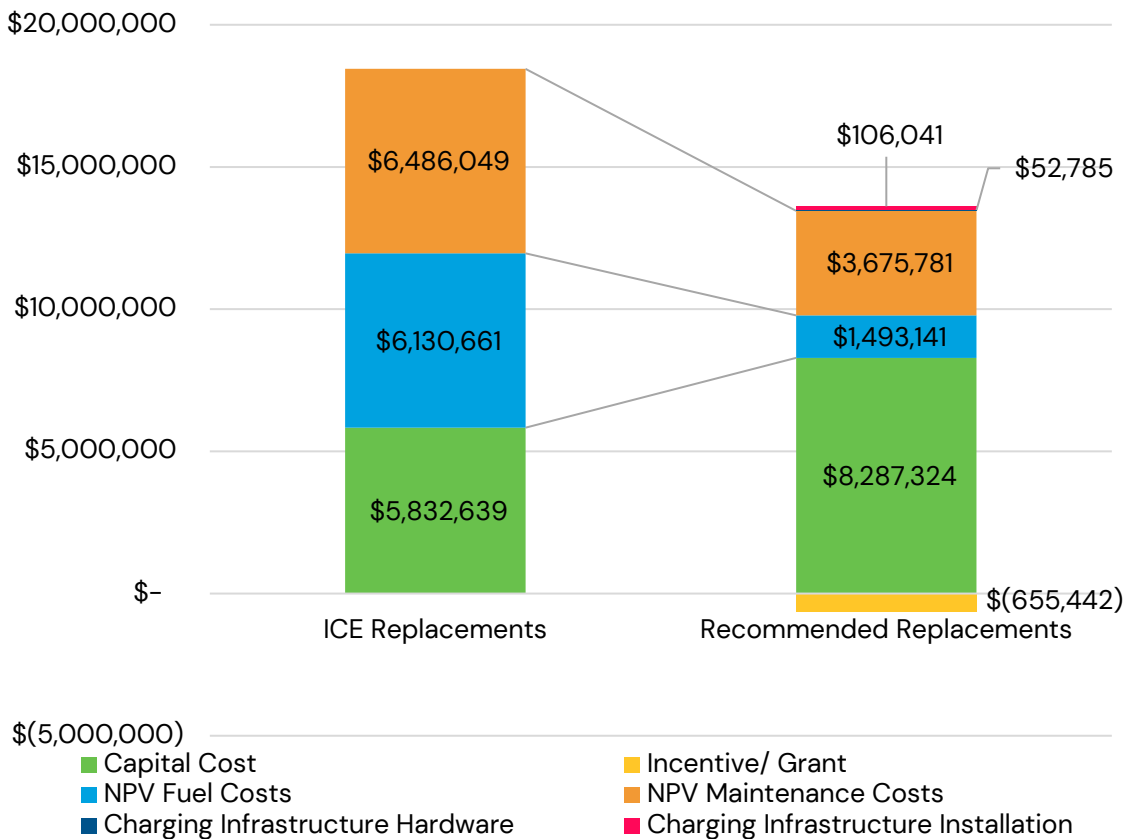 $20,000,000
$106,041
$15,000,000
$6,486,049
$52,785
$3,675,781
$10,000,000
$6,130,661
$1,493,141
$5,000,000
$5,832,639
$8,287,324
$-
$(655,442)
ICE Replacements
Recommended Replacements
$(5,000,000)
Capital Cost
Incentive/ Grant
NPV Fuel Costs
NPV Maintenance Costs
Charging Infrastructure Hardware
Charging Infrastructure Installation